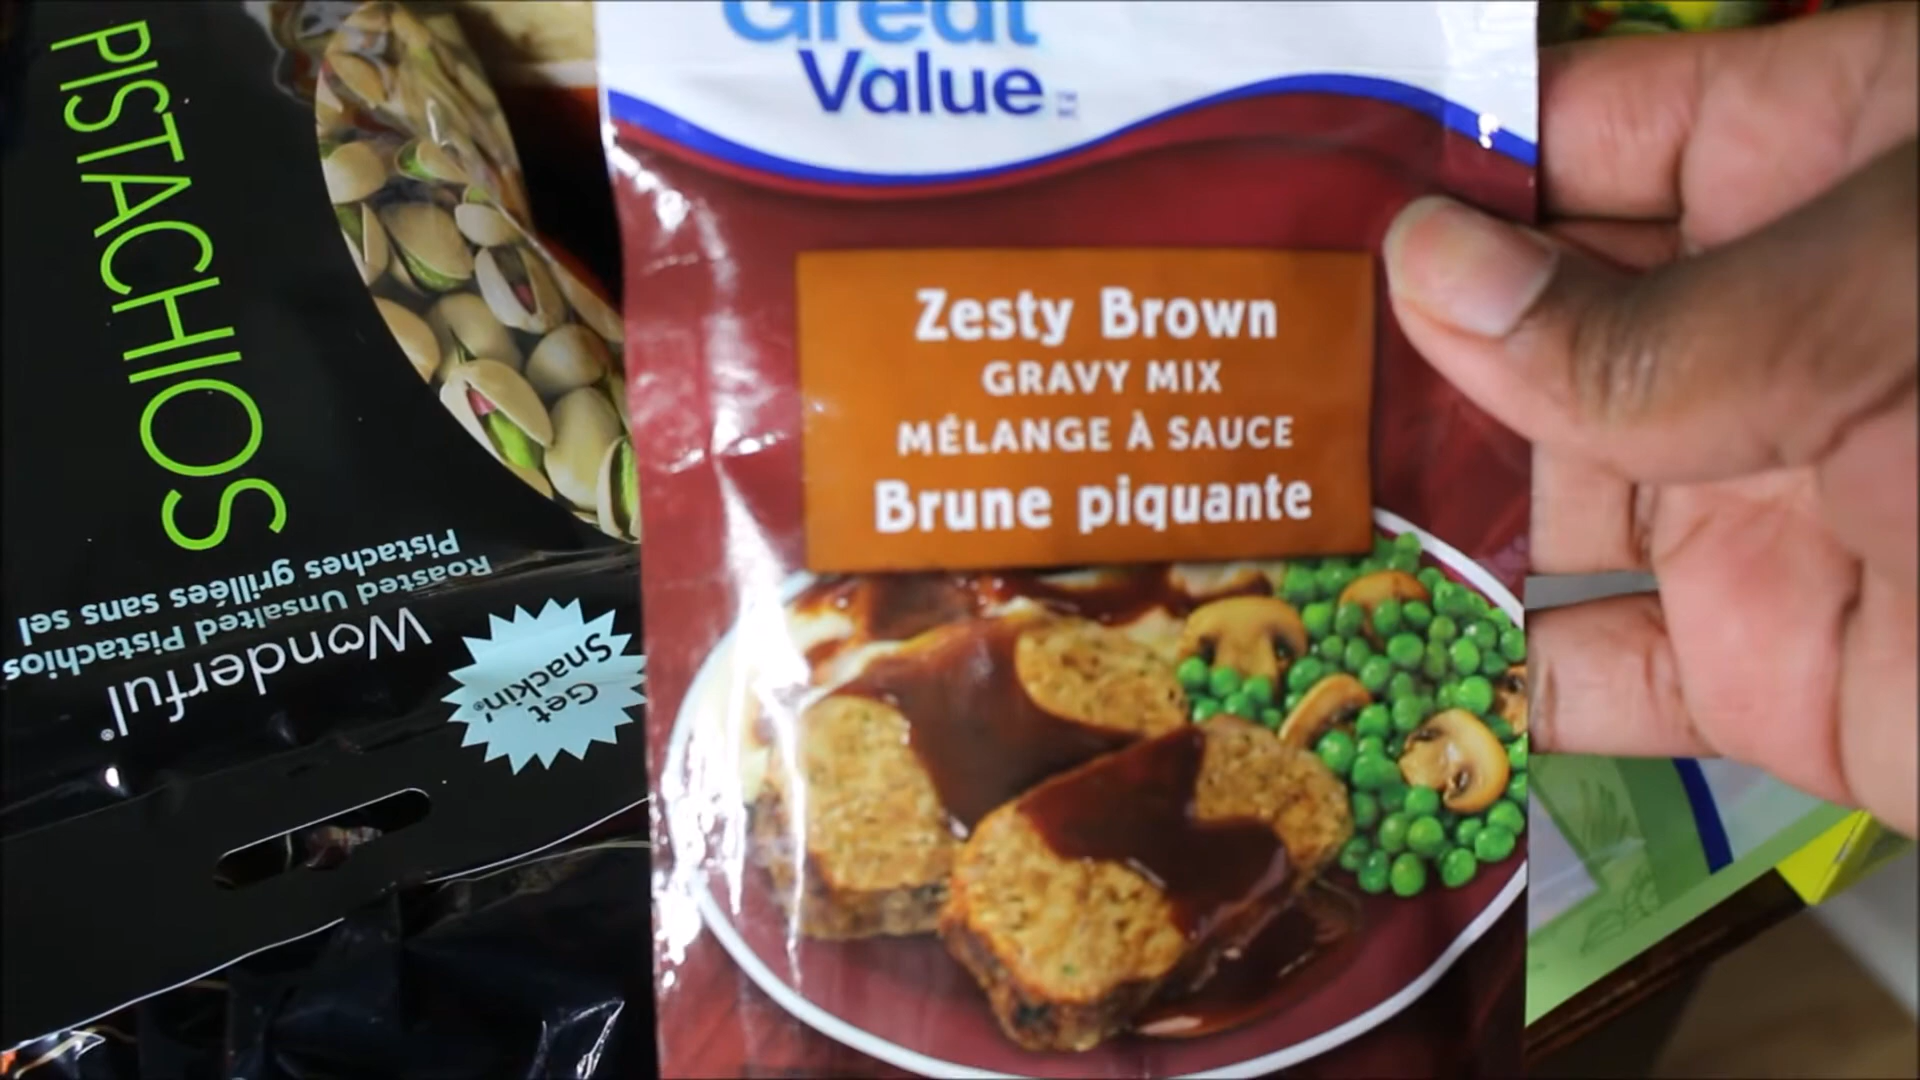 PISTACHIOS
Pistaches grillées sans sel
Roasted Unsalted Pistachios
Wonderful®
Get
Snackin'®
Great
Value
Zesty Brown
GRAVY MIX
MÉLANGE À SAUCE
Brune piquante